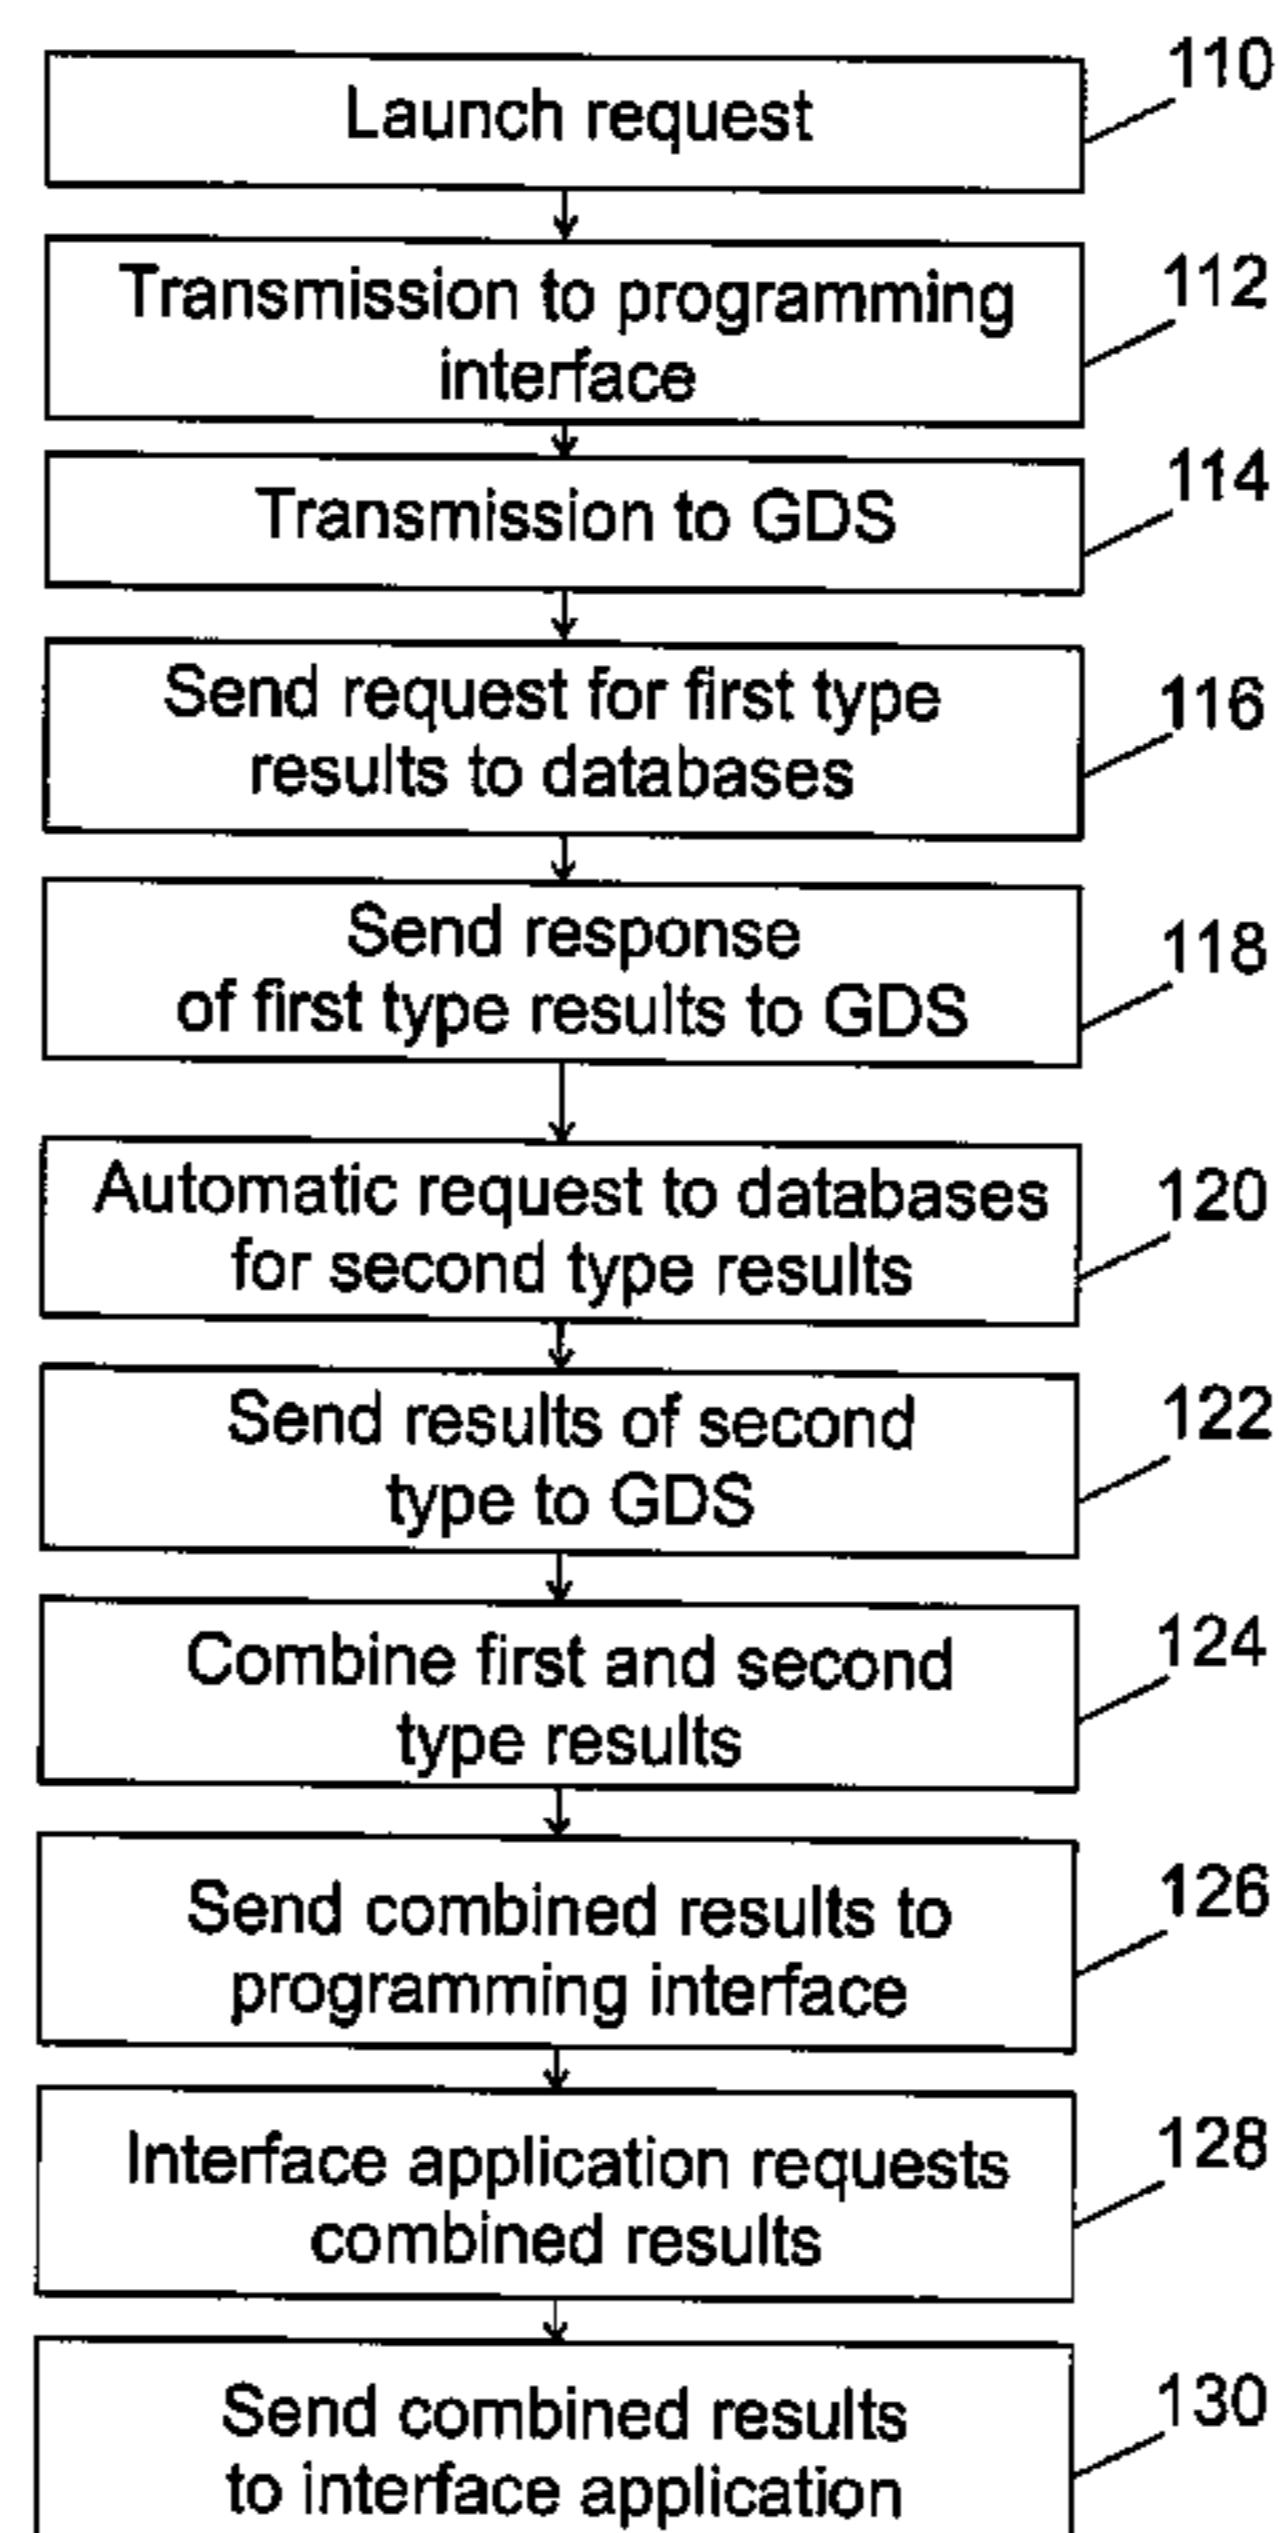 110
Launch request
112
Transmission to programming
interface
114
Transmission to GDS
116
Send request for first type
results to databases
118
Send response
of first type results to GDS
120
Automatic request to databases
for second type results
122
Send results of second
type to GDS
124
Combine first and second
type results
126
Send combined results to
programming interface
128
Interface application requests
combined results
130
Send combined results
to interface application